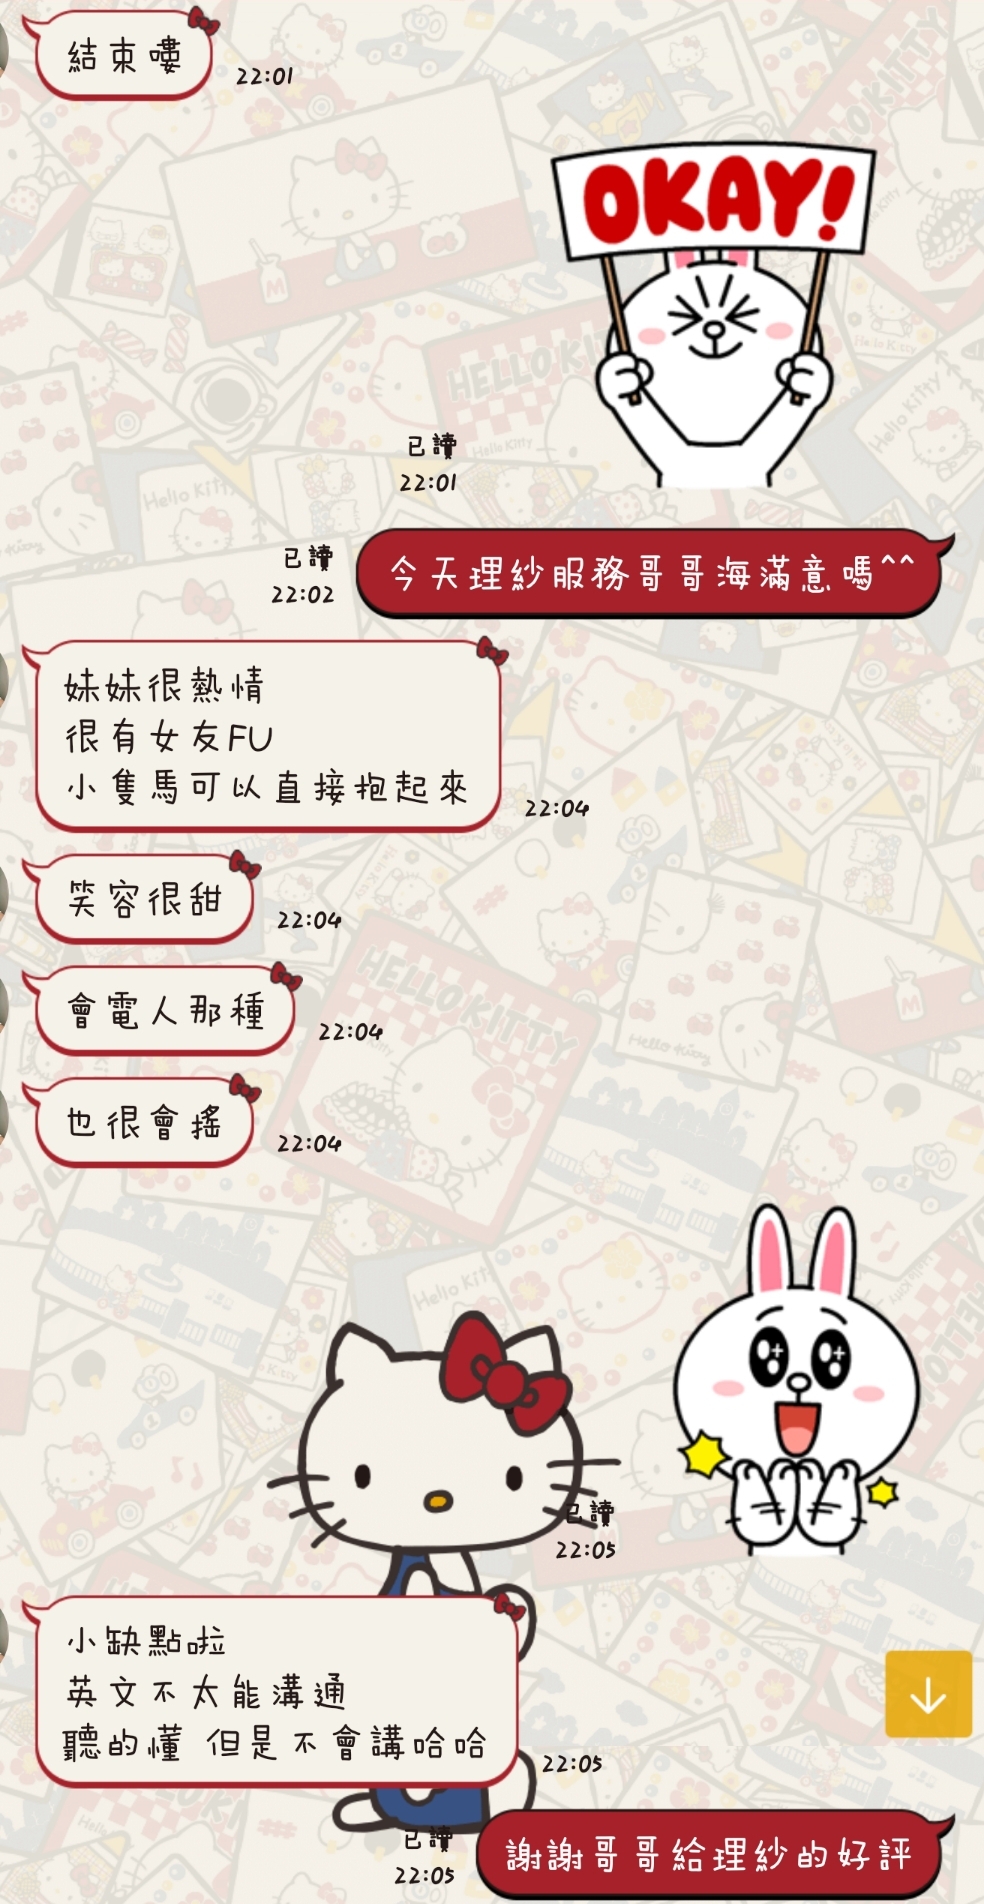 結束嘍
22:01
OKAY!
已讀
22:01
已讀
22:02
今天理紗服務哥哥海滿意嗎^^
妹妹很熱情
很有女友FU
小隻馬可以直接抱起來
22:04
笑容很甜
22:04
會電人那種
22:04
也很會搖
22:04
已讀
22:05
小缺點啦
英文不太能溝通
聽的懂 但是不會講哈哈
22:05
已讀
22:05
謝謝哥哥給理紗的好評